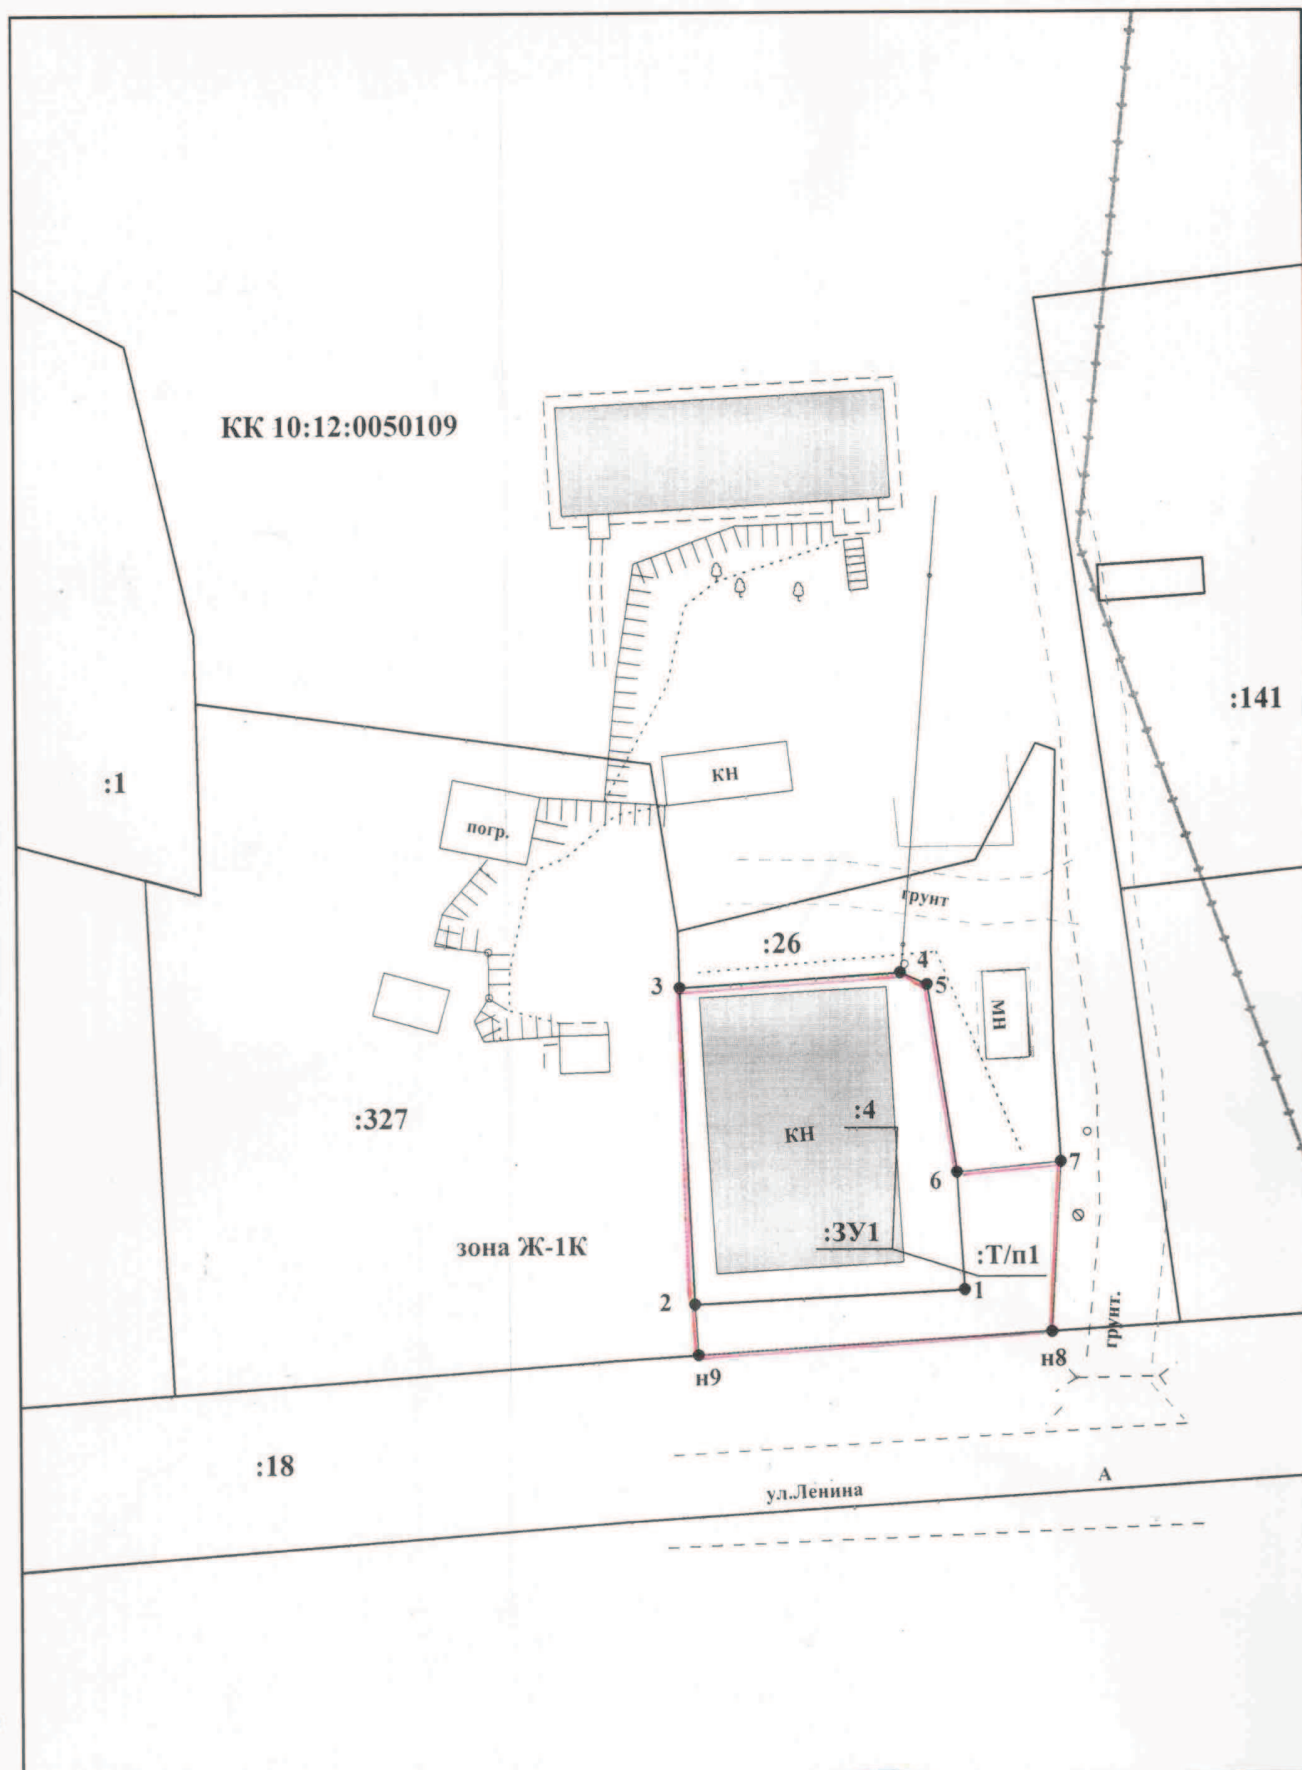 КК 10:12:0050109
:141
:1
КН
погр.
грунт
:26
4
3
5
МН
:4
:327
КН
7
6
:ЗУ1
зона Ж-1К
:Т/п1
2
1
грунт.
н8
н9
:18
А
ул.Ленина